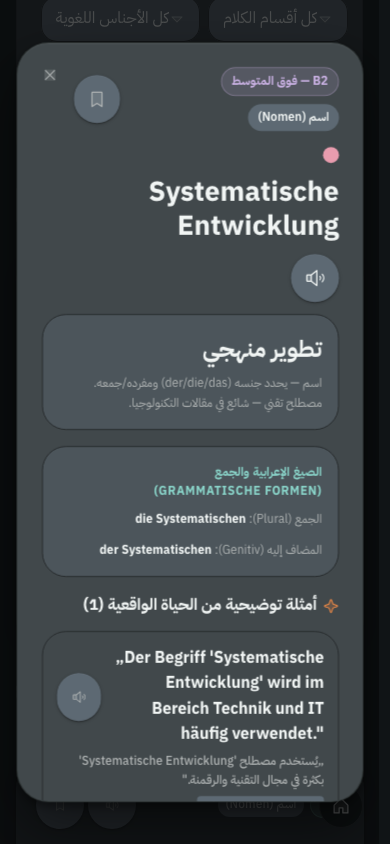 كل أقسام الكلام
كل الأجناس اللغوية
B2 — فوق المتوسط
اسم (Nomen)
Systematische
Entwicklung
تطوير منهجي
اسم — يحدد جنسه (der/die/das) ومفرده/جمعه.
مصطلح تقني — شائع في مقالات التكنولوجيا.
الصيغ الإعرابية والجمع
(GRAMMATISCHE FORMEN)
الجمع (Plural): die Systematischen
المضاف إليه (Genitiv): der Systematischen
أمثلة توضيحية من الحياة الواقعية (1)
„Der Begriff 'Systematische
Entwicklung' wird im
Bereich Technik und IT
häufig verwendet."
„يُستخدم مصطلح 'Systematische Entwicklung'
بكثرة في مجال التقنية والرقمنة."
اسم (Nomen)